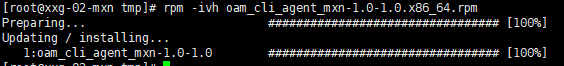 [root@xxg-02-mxn tmp]# rpm -ivh oam_cli_agent_mxn-1.0-1.0.x86_64.rpm
Preparing...                          ################################# [100%]
Updating / installing...
   1:oam_cli_agent_mxn-1.0-1.0        ################################# [100%]
[root@xxg-02-mxn tmp]#